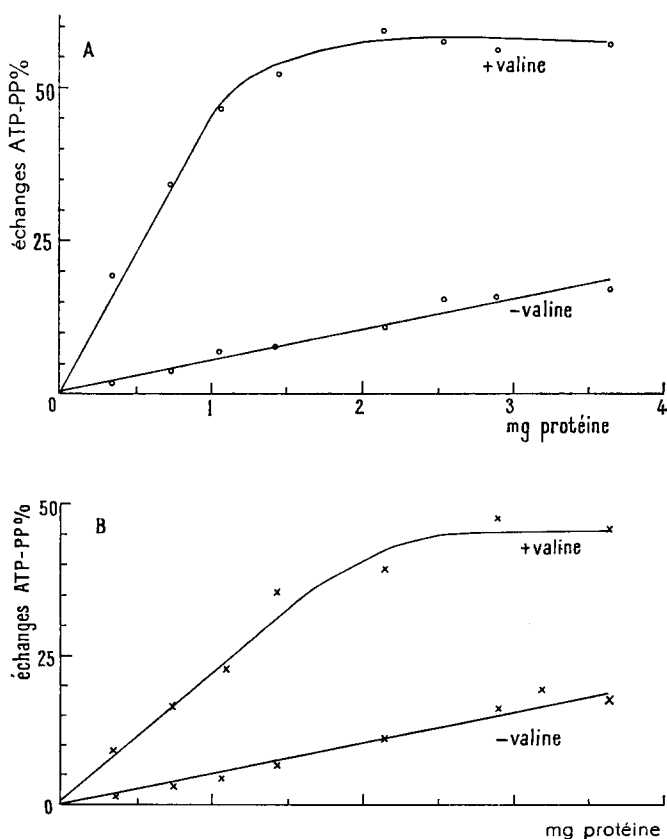 A
échanges ATP-PP%
50
25
0
+valine
-valine
1
2
3
4
mg protéine
B
échanges ATP-PP%
50
25
0
+valine
-valine
mg protéine